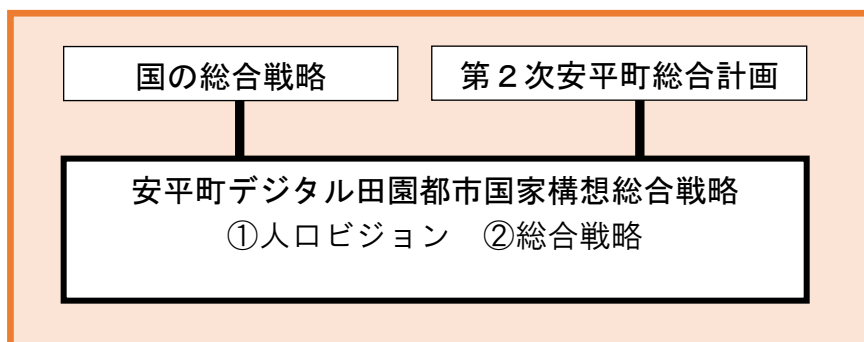 国の総合戦略
第2次安平町総合計画
安平町デジタル田園都市国家構想総合戦略
①人口ビジョン　②総合戦略